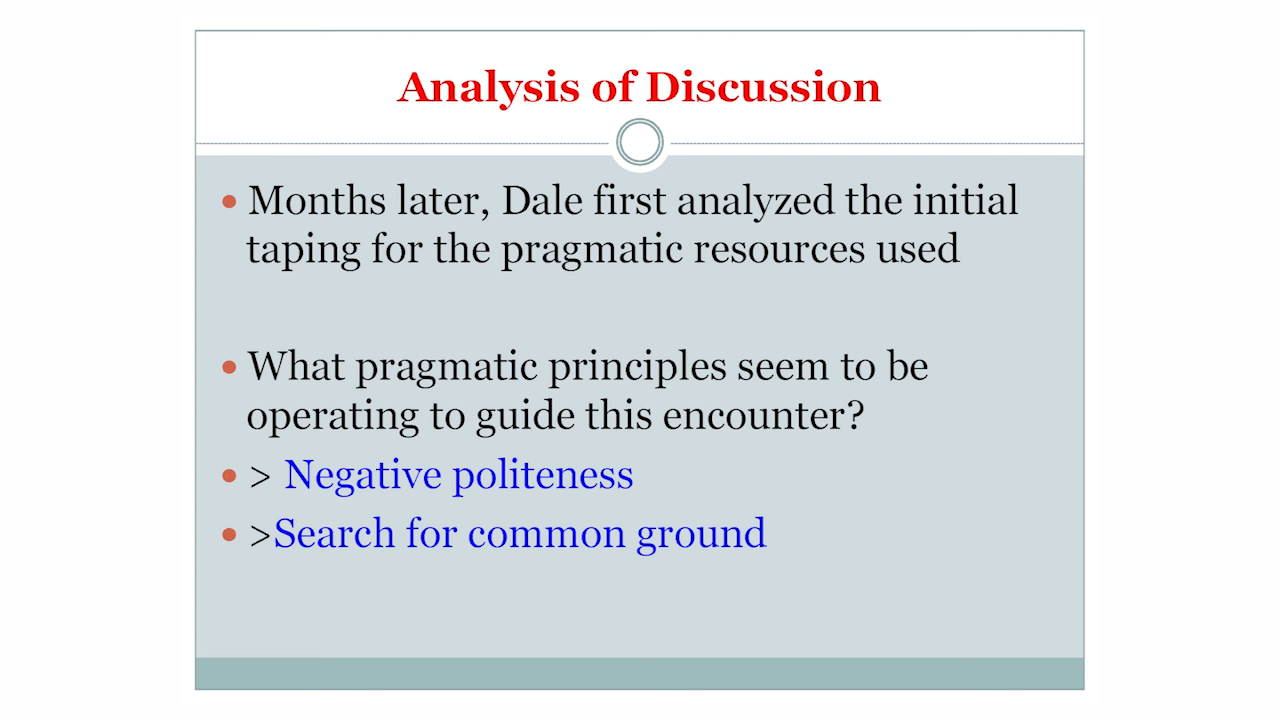 Analysis of Discussion
• Months later, Dale first analyzed the initial
taping for the pragmatic resources used
• What pragmatic principles seem to be
operating to guide this encounter?
• > Negative politeness
• >Search for common ground